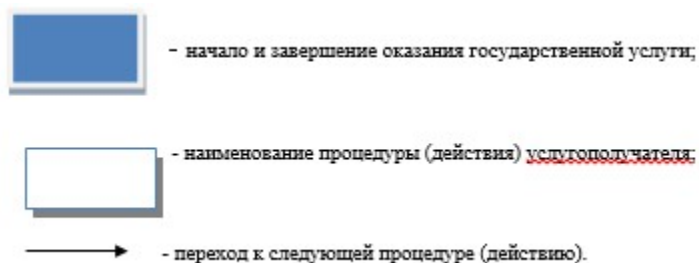 - начало и завершение оказания государственной услуги;
- наименование процедуры (действия) услугополучателя;
- переход к следующей процедуре (действию).